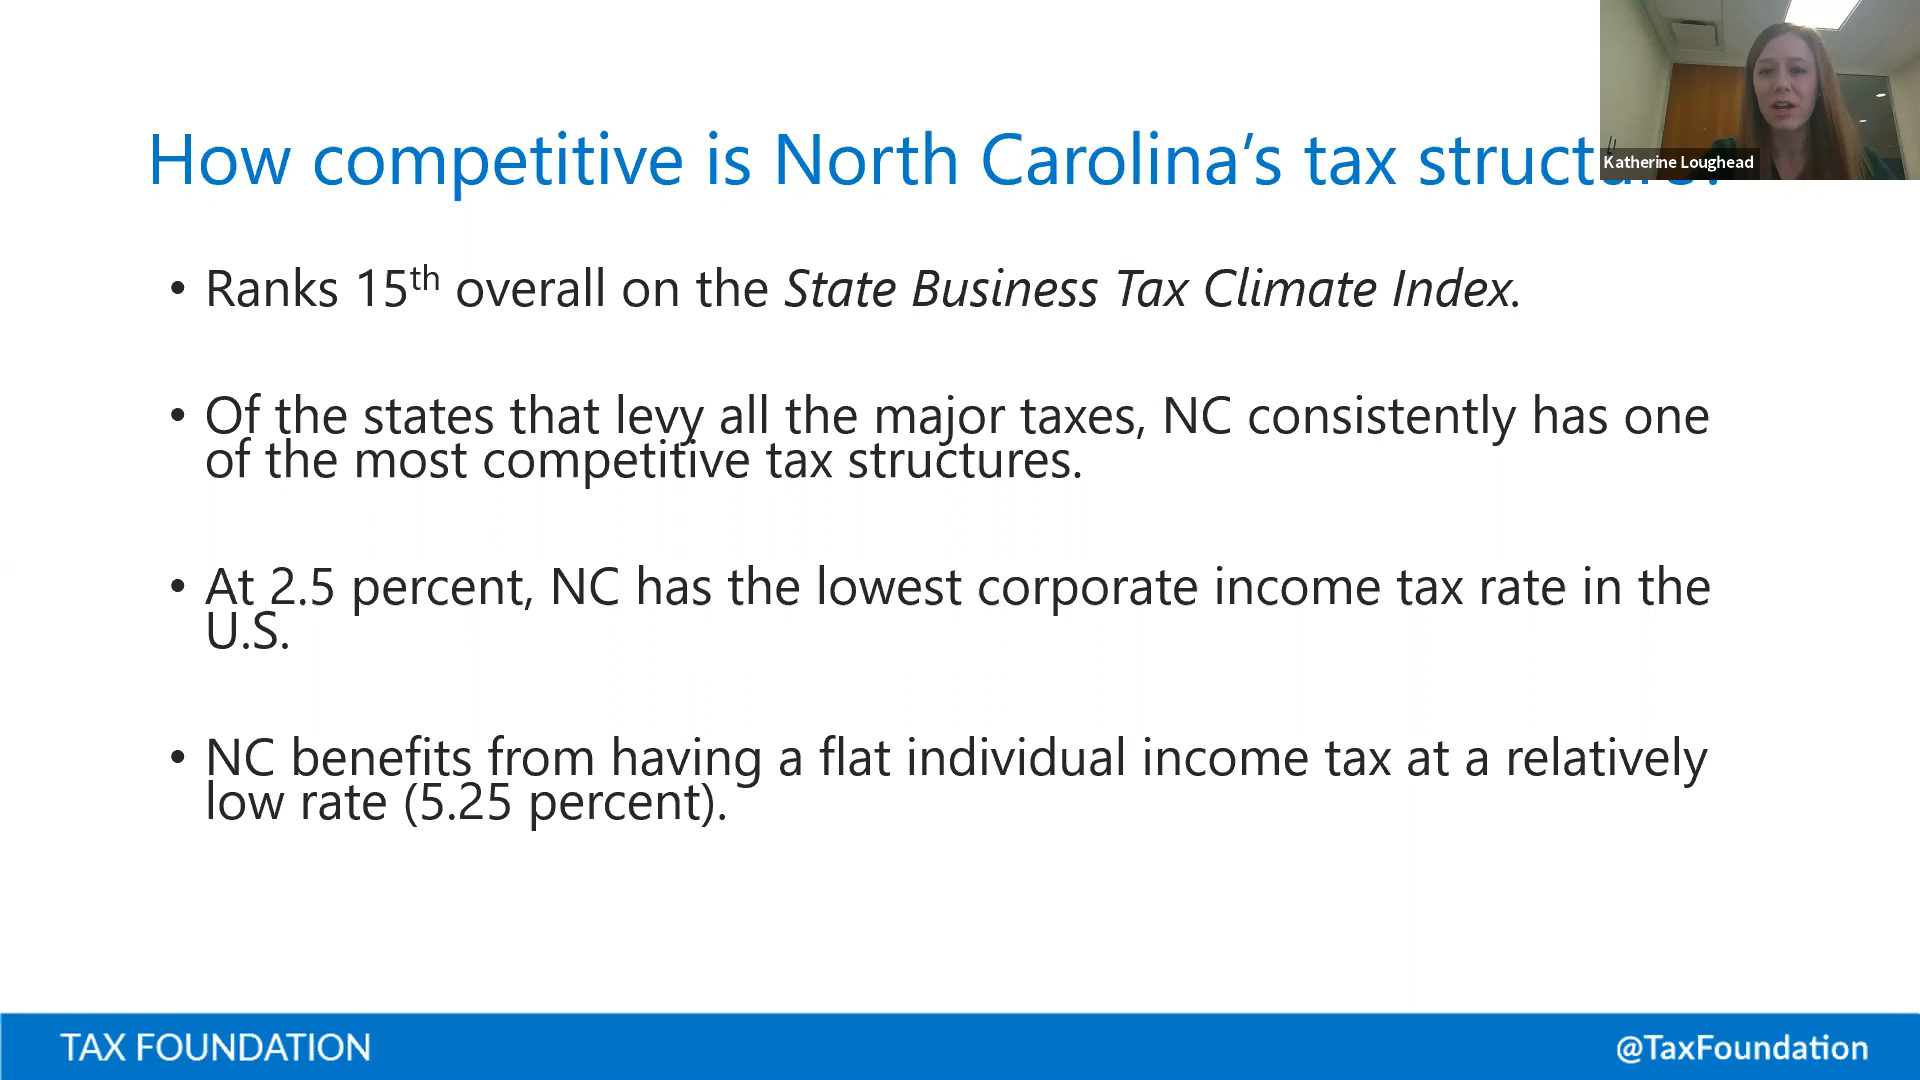 How competitive is North Carolina’s tax structure?
Katherine Loughead
• Ranks 15th overall on the State Business Tax Climate Index.
• Of the states that levy all the major taxes, NC consistently has one
of the most competitive tax structures.
• At 2.5 percent, NC has the lowest corporate income tax rate in the
U.S.
• NC benefits from having a flat individual income tax at a relatively
low rate (5.25 percent).
TAX FOUNDATION
@TaxFoundation